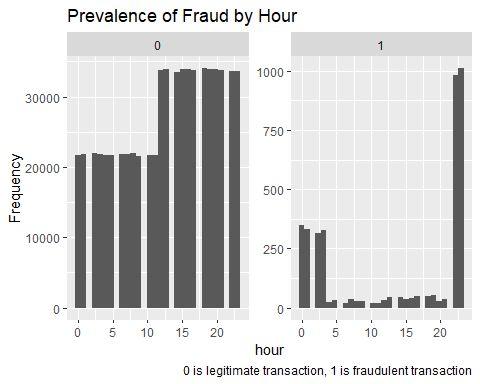 Prevalence of Fraud by Hour
0
1
Frequency
30000
20000
10000
0
1000
750
500
250
0
0 5 10 15 20
0 5 10 15 20
hour
0 is legitimate transaction, 1 is fraudulent transaction